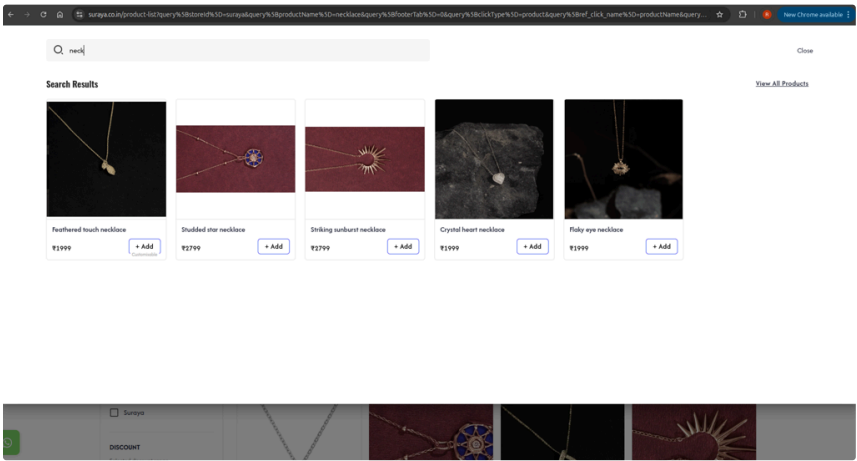 suraya.co.in/product-list?query%5BstoreId%5D=suraya&query%5BproductName%5D=necklace&query%5BfooterTab%5D=0&query%5BclickType%5D=product&query%5Bref_click_name%5D=productName&query...
New Chrome available
neck
Close
Search Results
View All Products
Feathered touch necklace
₹1999
+ Add
Customizable
Studded star necklace
₹2799
+ Add
Striking sunburst necklace
₹2799
+ Add
Crystal heart necklace
₹1999
+ Add
Flaky eye necklace
₹1999
+ Add
Suraya
DISCOUNT